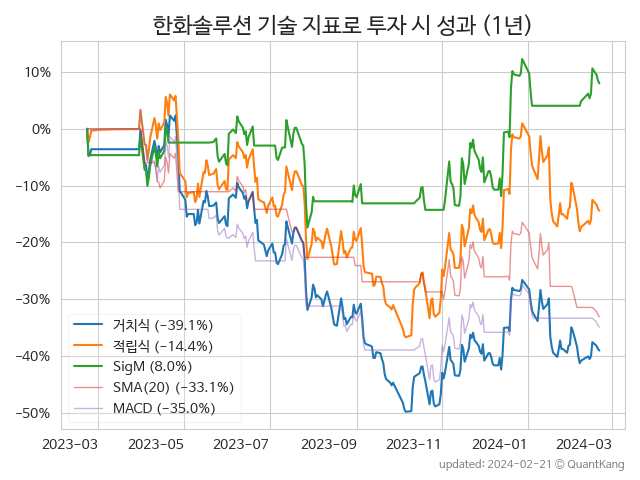 한화솔루션 기술 지표로 투자 시 성과 (1년)
10%
0%
−10%
−20%
−30%
−40%
−50%
거치식 (−39.1%)
적립식 (−14.4%)
SigM (8.0%)
SMA(20) (−33.1%)
MACD (−35.0%)
2023−03
2023−05
2023−07
2023−09
2023−11
2024−01
2024−03
updated: 2024−02−21 © QuantKang